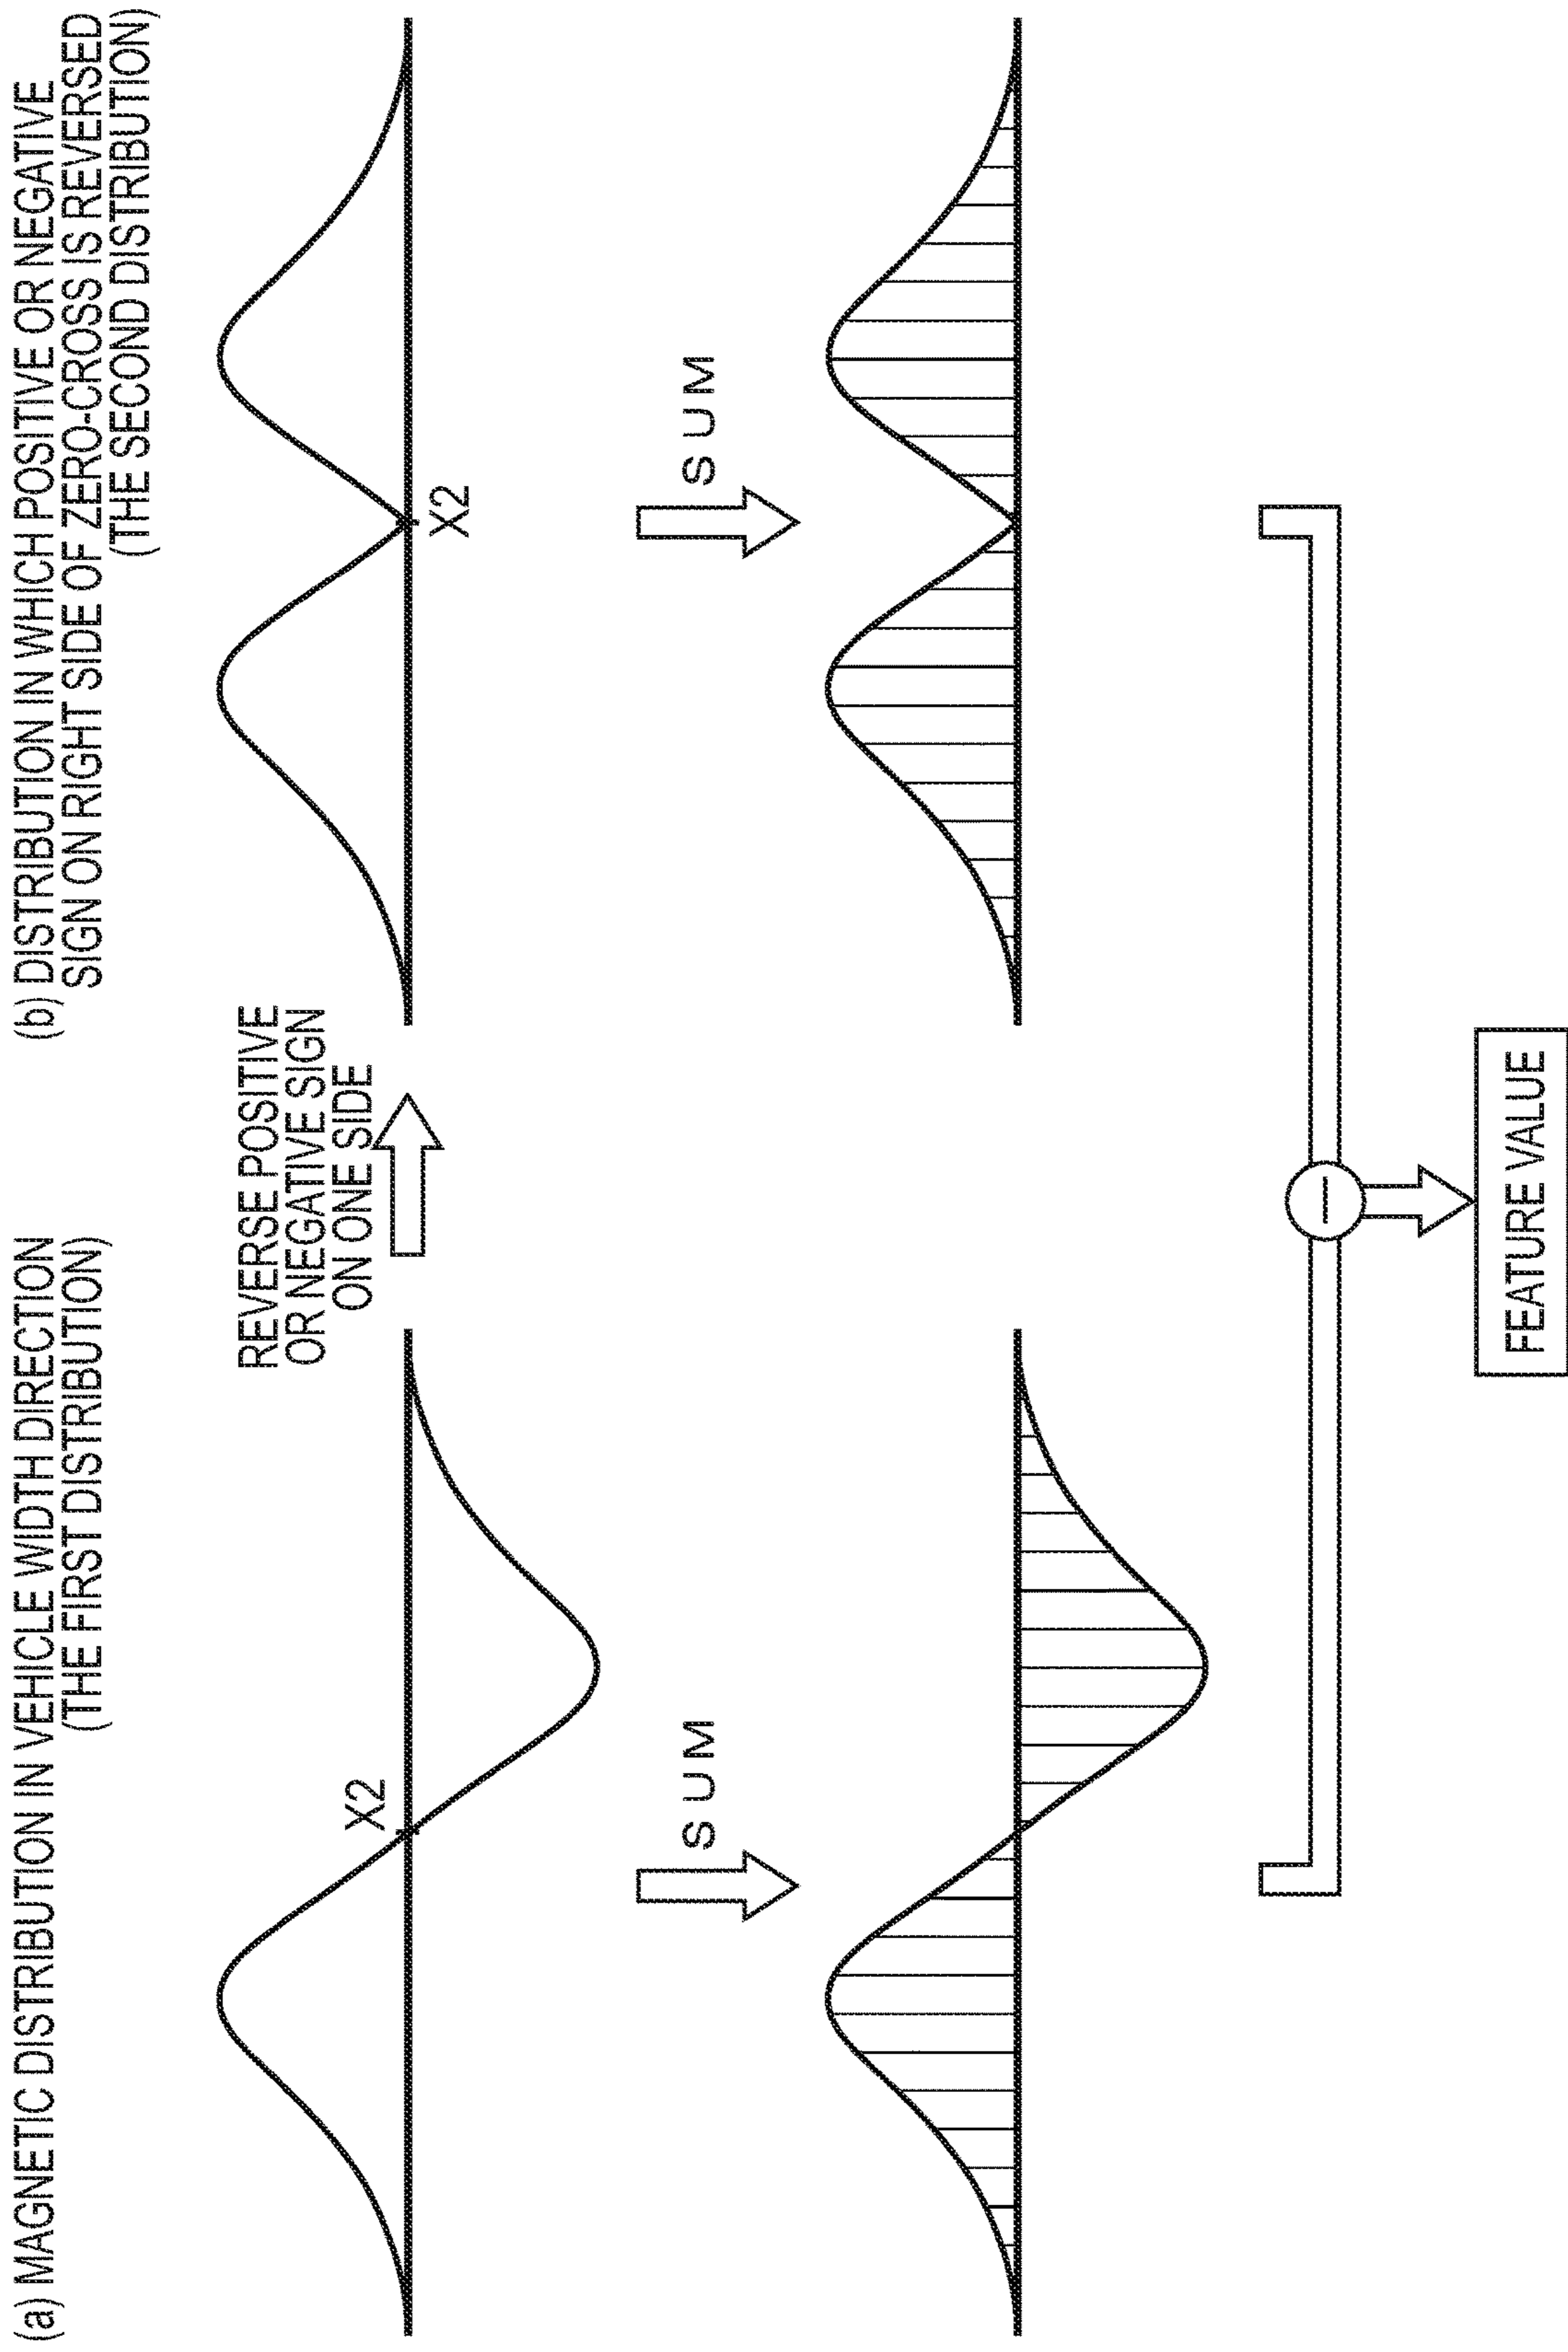 (a) MAGNETIC DISTRIBUTION IN VEHICLE WIDTH DIRECTION
(THE FIRST DISTRIBUTION)
REVERSE POSITIVE
OR NEGATIVE SIGN
ON ONE SIDE
(b) DISTRIBUTION IN WHICH POSITIVE OR NEGATIVE
SIGN ON RIGHT SIDE OF ZERO-CROSS IS REVERSED
(THE SECOND DISTRIBUTION)
X2
X2
SUM
SUM
−
FEATURE VALUE